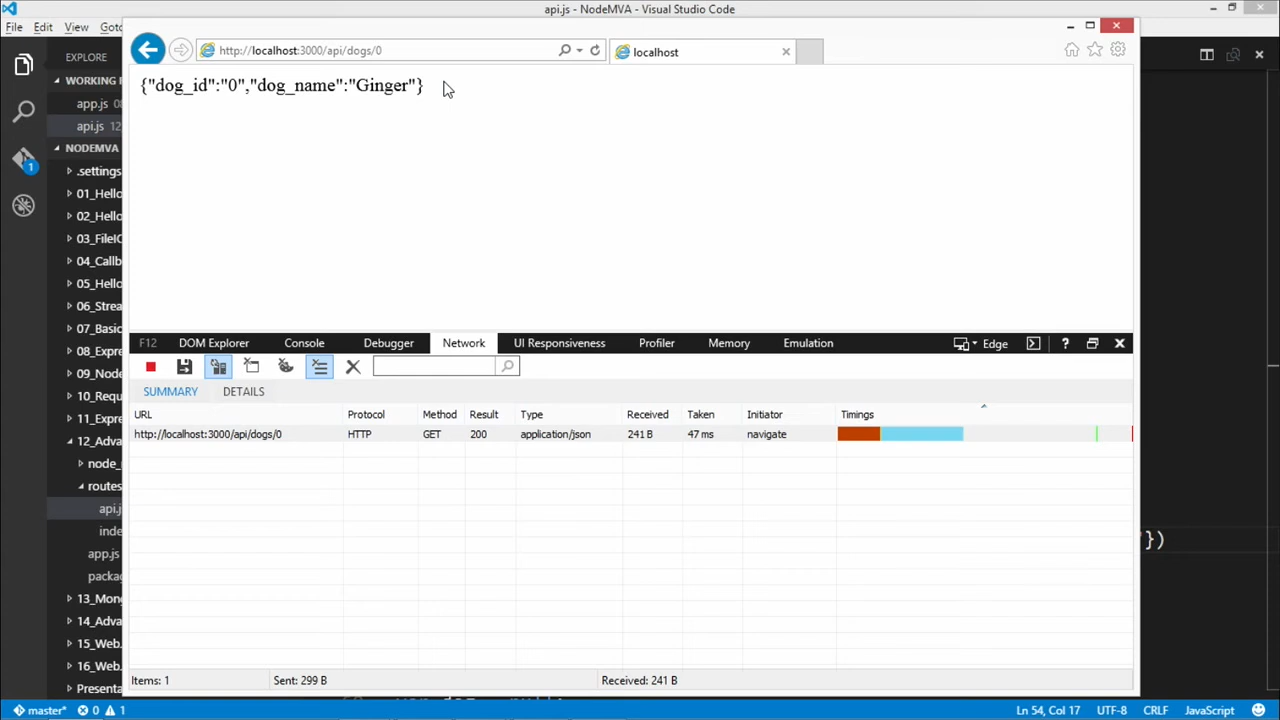 api.js - NodeMVA - Visual Studio Code
File Edit View Goto
http://localhost:3000/api/dogs/0
localhost
EXPLORE
WORKING
app.js
api.js
NODEMVA
.settings
01_Hello
02_Hello
03_FileIO
04_Callb
05_Hello
06_Strea
07_Basic
08_Expre
09_Node
10_Requ
11_Expre
12_Adva
node_
routes
api.j
inde
app.js
packa
13_Mon
14_Adva
15_Web.
16_Web.
Presenta
{"dog_id":"0","dog_name":"Ginger"}
F12 DOM Explorer Console Debugger Network UI Responsiveness Profiler Memory Emulation Edge ?
SUMMARY DETAILS
URL Protocol Method Result Type Received Taken Initiator Timings
http://localhost:3000/api/dogs/0 HTTP GET 200 application/json 241 B 47 ms navigate
Items: 1 Sent: 299 B Received: 241 B
'})
1
master* 0 1 Ln 54, Col 17 UTF-8 CRLF JavaScript